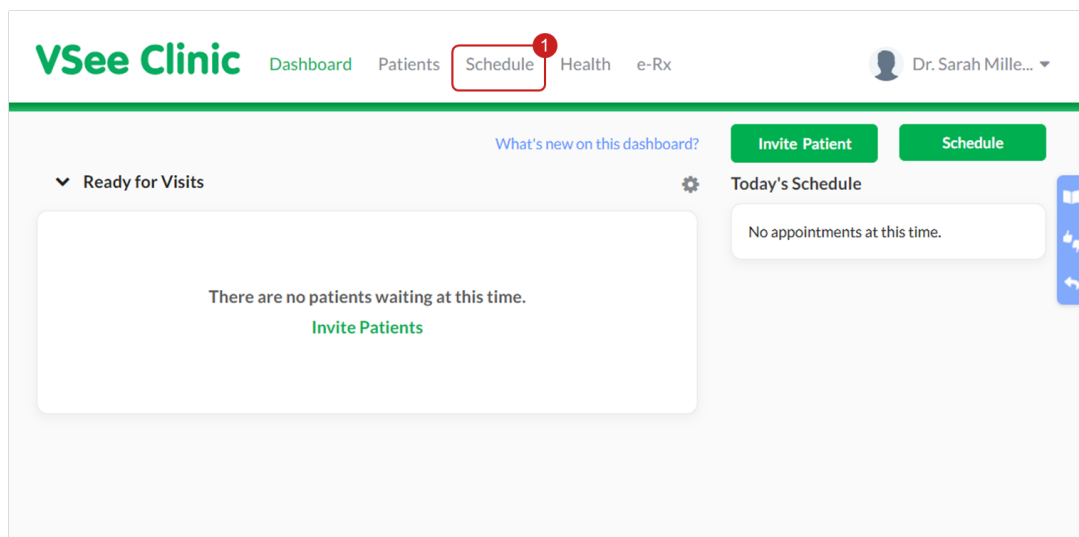 VSee Clinic Dashboard Patients Schedule 1 Health e-Rx Dr. Sarah Mille...
What's new on this dashboard? Invite Patient Schedule
Ready for Visits Today's Schedule
No appointments at this time.
There are no patients waiting at this time.
Invite Patients